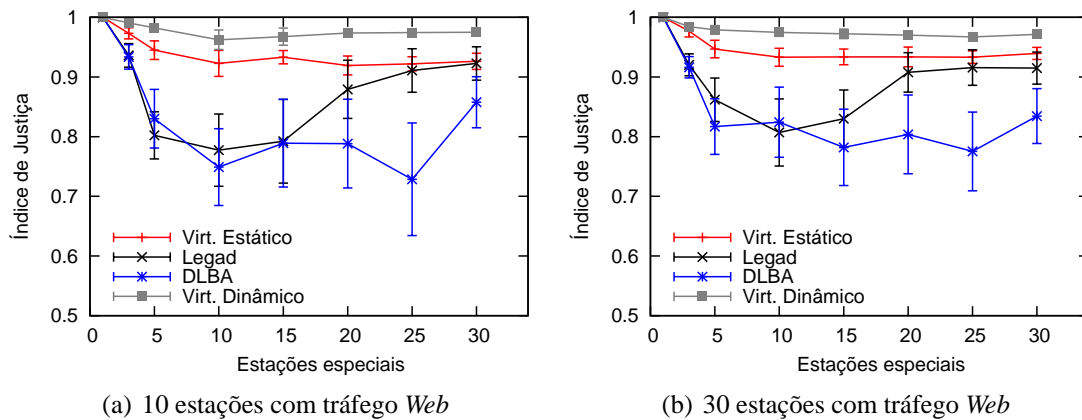 1
0.9
0.8
0.7
0.6
0.5
0 5 10 15 20 25 30
Índice de Justiça
Estações especiais
Virt. Estático
Legad
DLBA
Virt. Dinâmico
(a) 10 estações com tráfego Web
1
0.9
0.8
0.7
0.6
0.5
0 5 10 15 20 25 30
Índice de Justiça
Estações especiais
Virt. Estático
Legad
DLBA
Virt. Dinâmico
(b) 30 estações com tráfego Web